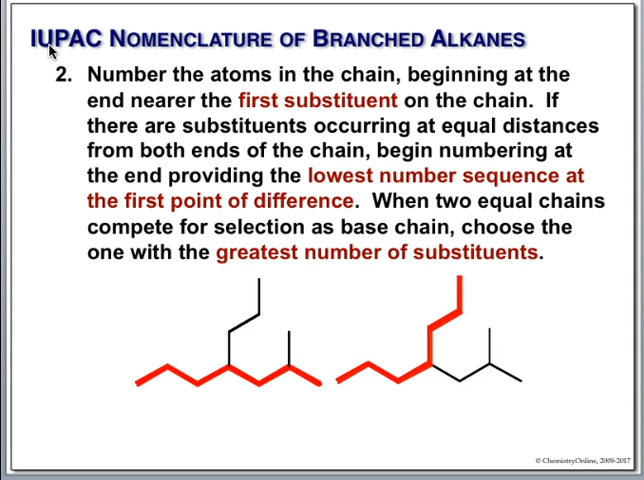 IUPAC NOMENCLATURE OF BRANCHED ALKANES
2. Number the atoms in the chain, beginning at the
end nearer the first substituent on the chain. If
there are substituents occurring at equal distances
from both ends of the chain, begin numbering at
the end providing the lowest number sequence at
the first point of difference. When two equal chains
compete for selection as base chain, choose the
one with the greatest number of substituents.
© ChemistryOnline, 2009-2017